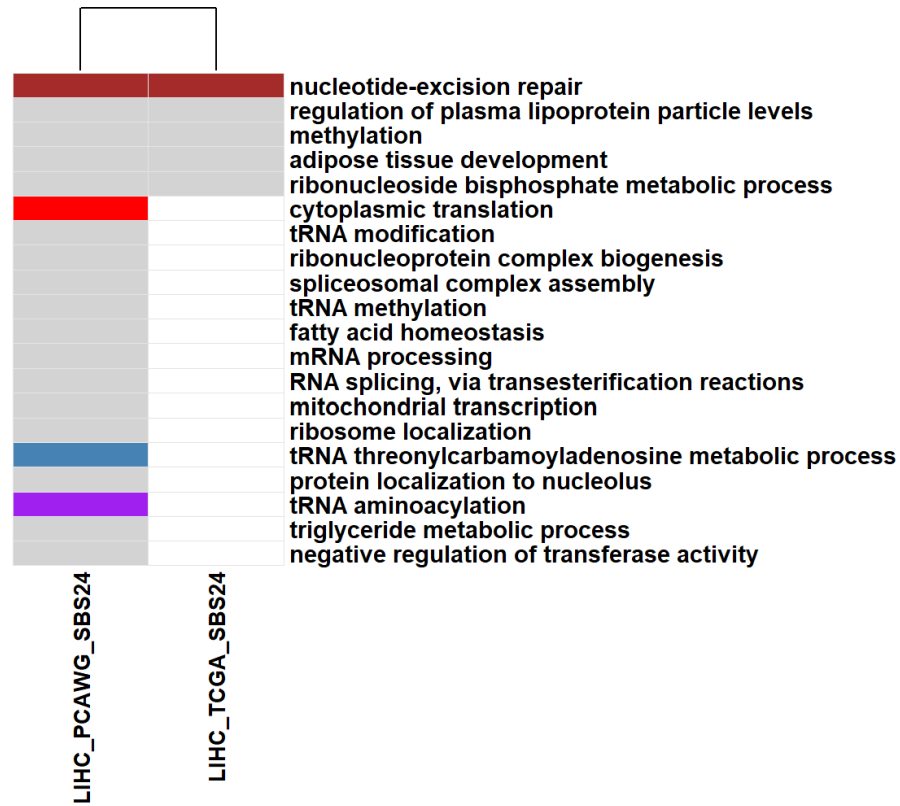 nucleotide-excision repair
regulation of plasma lipoprotein particle levels
methylation
adipose tissue development
ribonucleoside bisphosphate metabolic process
cytoplasmic translation
tRNA modification
ribonucleoprotein complex biogenesis
spliceosomal complex assembly
tRNA methylation
fatty acid homeostasis
mRNA processing
RNA splicing, via transesterification reactions
mitochondrial transcription
ribosome localization
tRNA threonylcarbamoyladenosine metabolic process
protein localization to nucleolus
tRNA aminoacylation
triglyceride metabolic process
negative regulation of transferase activity
LIHC_PCAWG_SBS24
LIHC_TCGA_SBS24